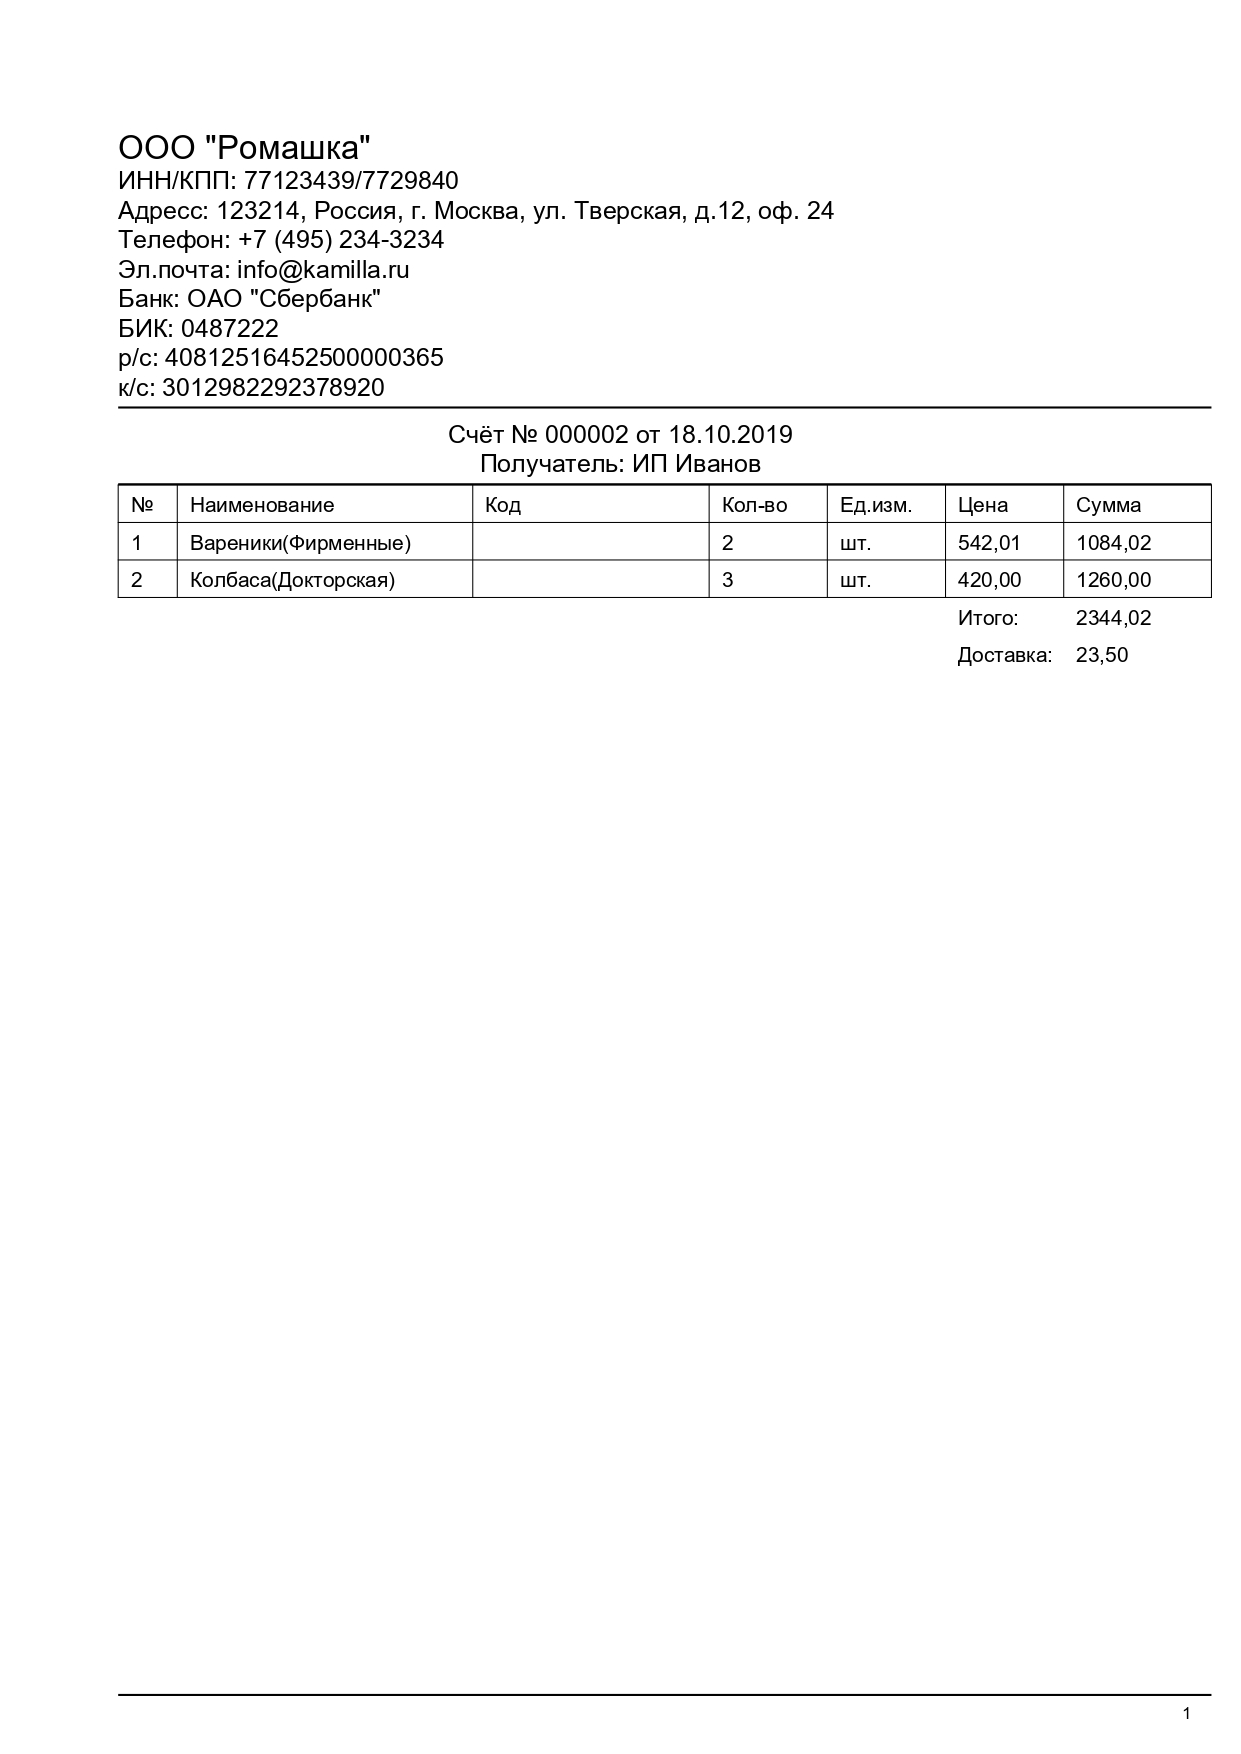 ООО "Ромашка"
ИНН/КПП: 77123439/7729840
Адресс: 123214, Россия, г. Москва, ул. Тверская, д.12, оф. 24
Телефон: +7 (495) 234-3234
Эл.почта: info@kamilla.ru
Банк: ОАО "Сбербанк"
БИК: 0487222
р/с: 40812516452500000365
к/с: 3012982292378920
Счёт № 000002 от 18.10.2019
Получатель: ИП Иванов
№ Наименование Код Кол-во Ед.изм. Цена Сумма
1 Вареники(Фирменные) 2 шт. 542,01 1084,02
2 Колбаса(Докторская) 3 шт. 420,00 1260,00
Итого: 2344,02
Доставка: 23,50
1